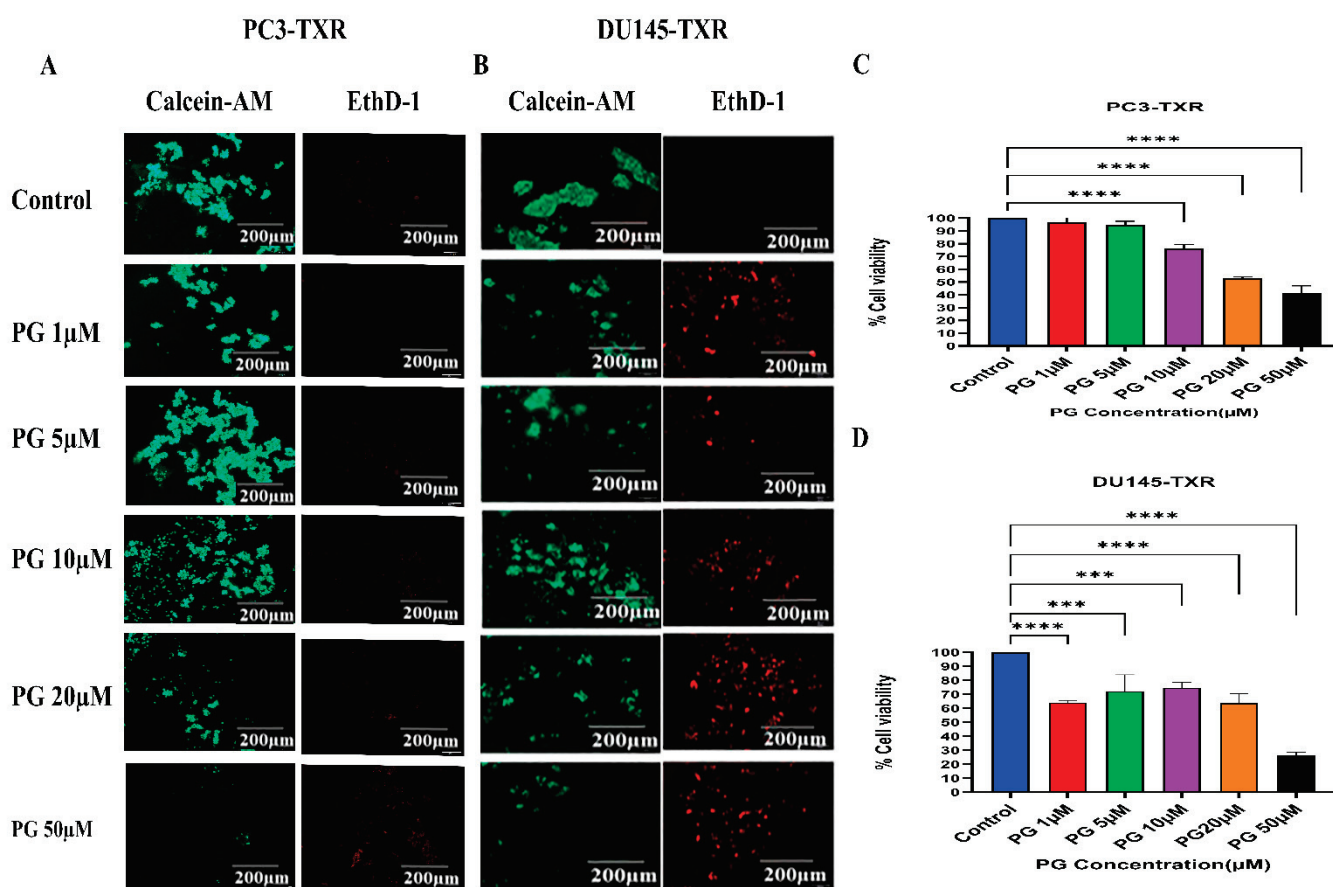 PC3-TXR DU145-TXR
A B C
Calcein-AM EthD-1 Calcein-AM EthD-1
Control
200µm 200µm 200µm 200µm
PG 1µM
200µm 200µm 200µm 200µm
PG 5µM
200µm 200µm 200µm 200µm
PG 10µM
200µm 200µm 200µm 200µm
PG 20µM
200µm 200µm 200µm 200µm
PG 50µM
200µm 200µm 200µm 200µm
PC3-TXR
****
****
****
% Cell viability
100
90
80
70
60
50
40
30
20
10
0
Control PG 1µM PG 5µM PG 10µM PG 20µM PG 50µM
PG Concentration(µM)
D
DU145-TXR
****
****
***
***
****
% Cell viability
100
90
80
70
60
50
40
30
20
10
0
Control PG 1µM PG 5µM PG 10µM PG20µM PG 50µM
PG Concentration(µM)